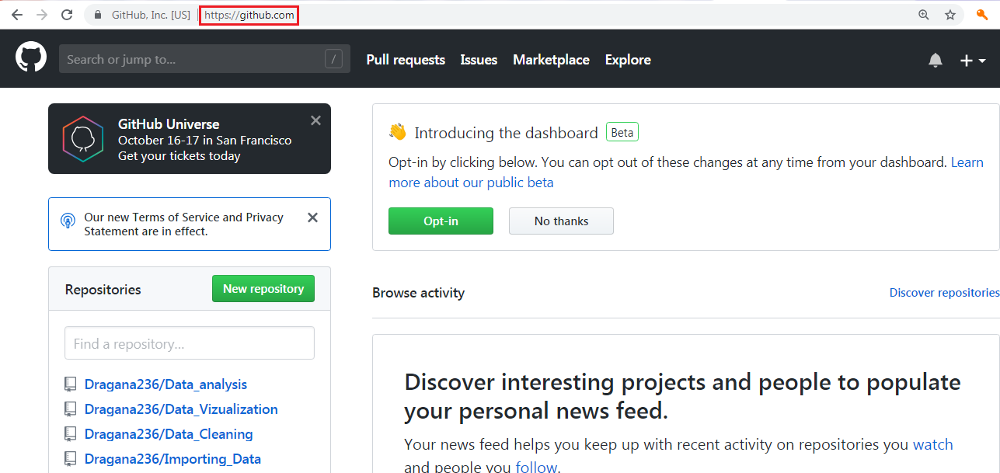 GitHub, Inc. [US] https://github.com
Search or jump to... /
Pull requests Issues Marketplace Explore
GitHub Universe
October 16-17 in San Francisco
Get your tickets today
Our new Terms of Service and Privacy
Statement are in effect.
Repositories New repository
Find a repository...
Dragana236/Data_analysis
Dragana236/Data_Vizualization
Dragana236/Data_Cleaning
Dragana236/Importing_Data
Introducing the dashboard Beta
Opt-in by clicking below. You can opt out of these changes at any time from your dashboard. Learn
more about our public beta
Opt-in No thanks
Browse activity Discover repositories
Discover interesting projects and people to populate
your personal news feed.
Your news feed helps you keep up with recent activity on repositories you watch
and people you follow.